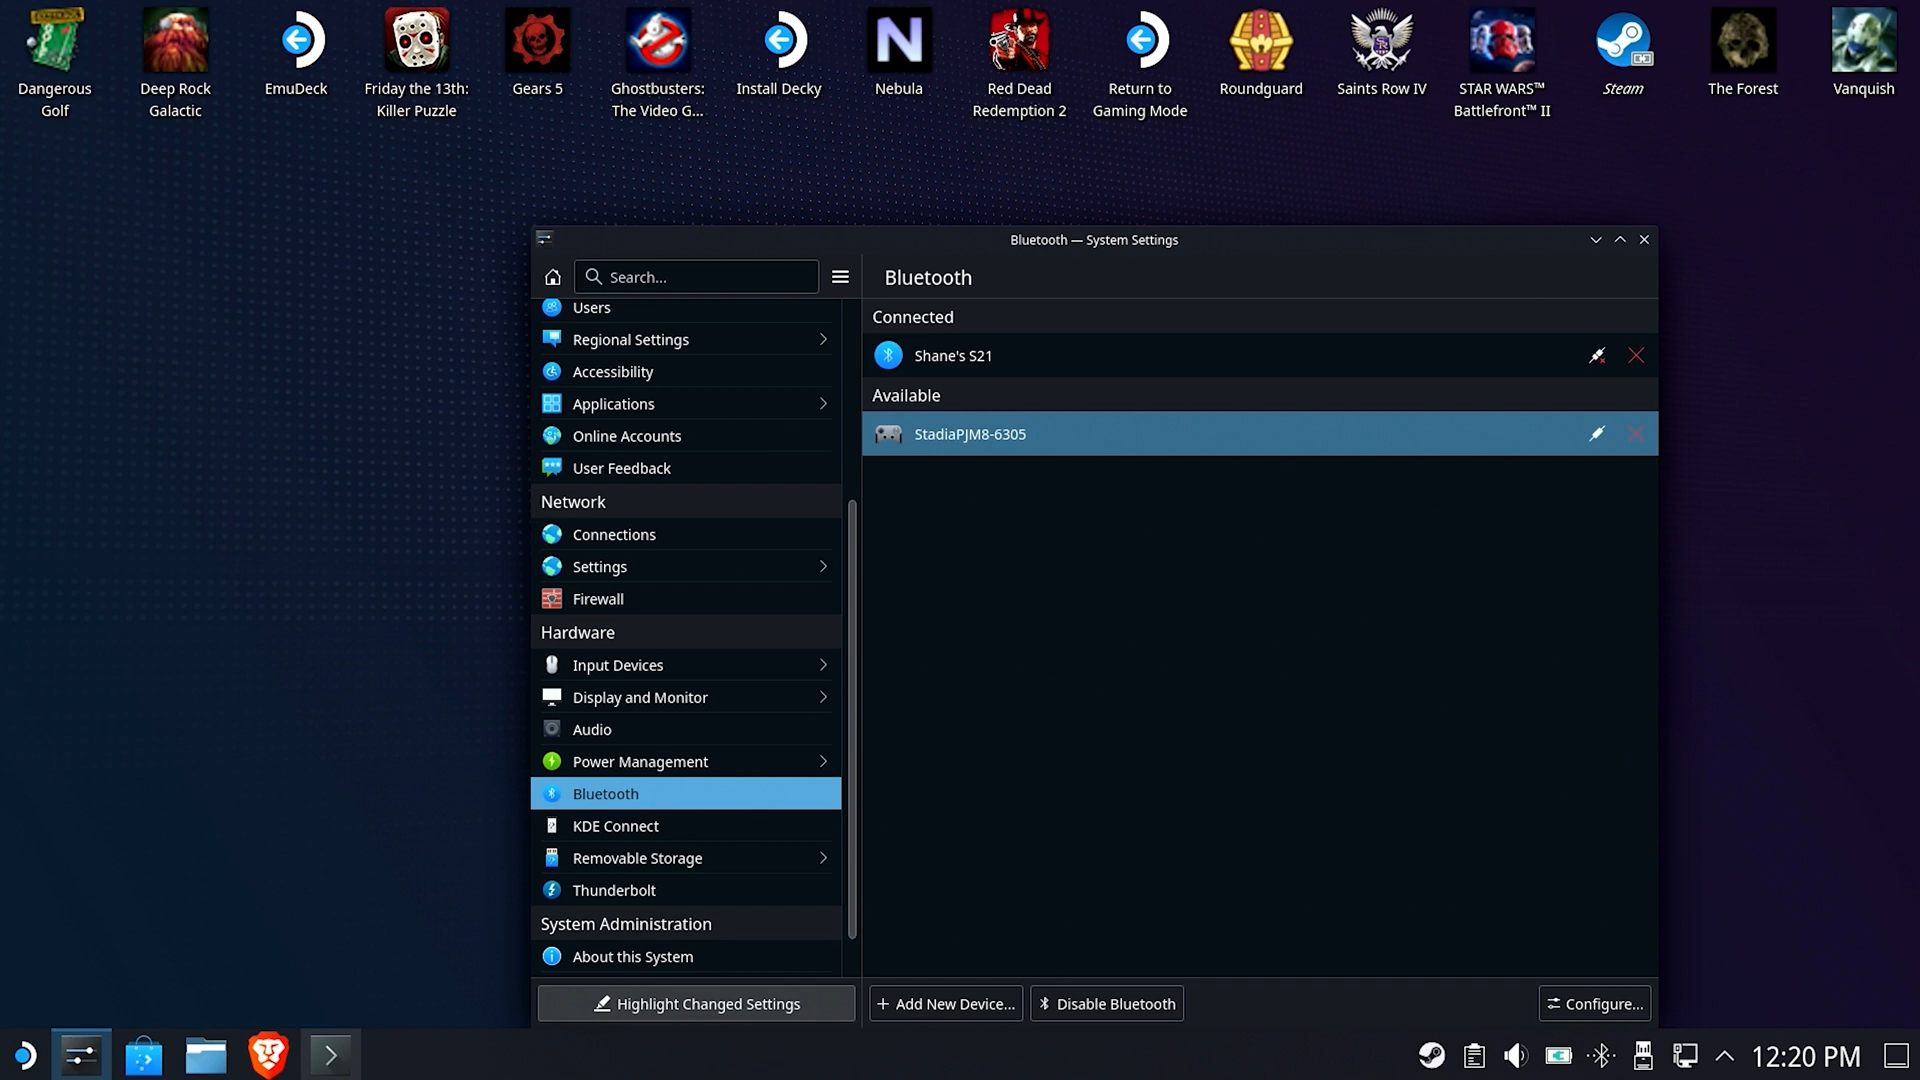 Dangerous
Golf
Deep Rock
Galactic
EmuDeck
Friday the 13th:
Killer Puzzle
Gears 5
Ghostbusters:
The Video G...
Install Decky
N
Nebula
Red Dead
Redemption 2
Return to
Gaming Mode
Roundguard
Saints Row IV
STAR WARS™
Battlefront™ II
Steam
The Forest
Vanquish
Bluetooth — System Settings
Search...
Bluetooth
Users
Regional Settings
Accessibility
Applications
Online Accounts
User Feedback
Network
Connections
Settings
Firewall
Hardware
Input Devices
Display and Monitor
Audio
Power Management
Bluetooth
KDE Connect
Removable Storage
Thunderbolt
System Administration
About this System
Highlight Changed Settings
Connected
Shane's S21
Available
StadiaPJM8-6305
Add New Device...
Disable Bluetooth
Configure...
12:20 PM